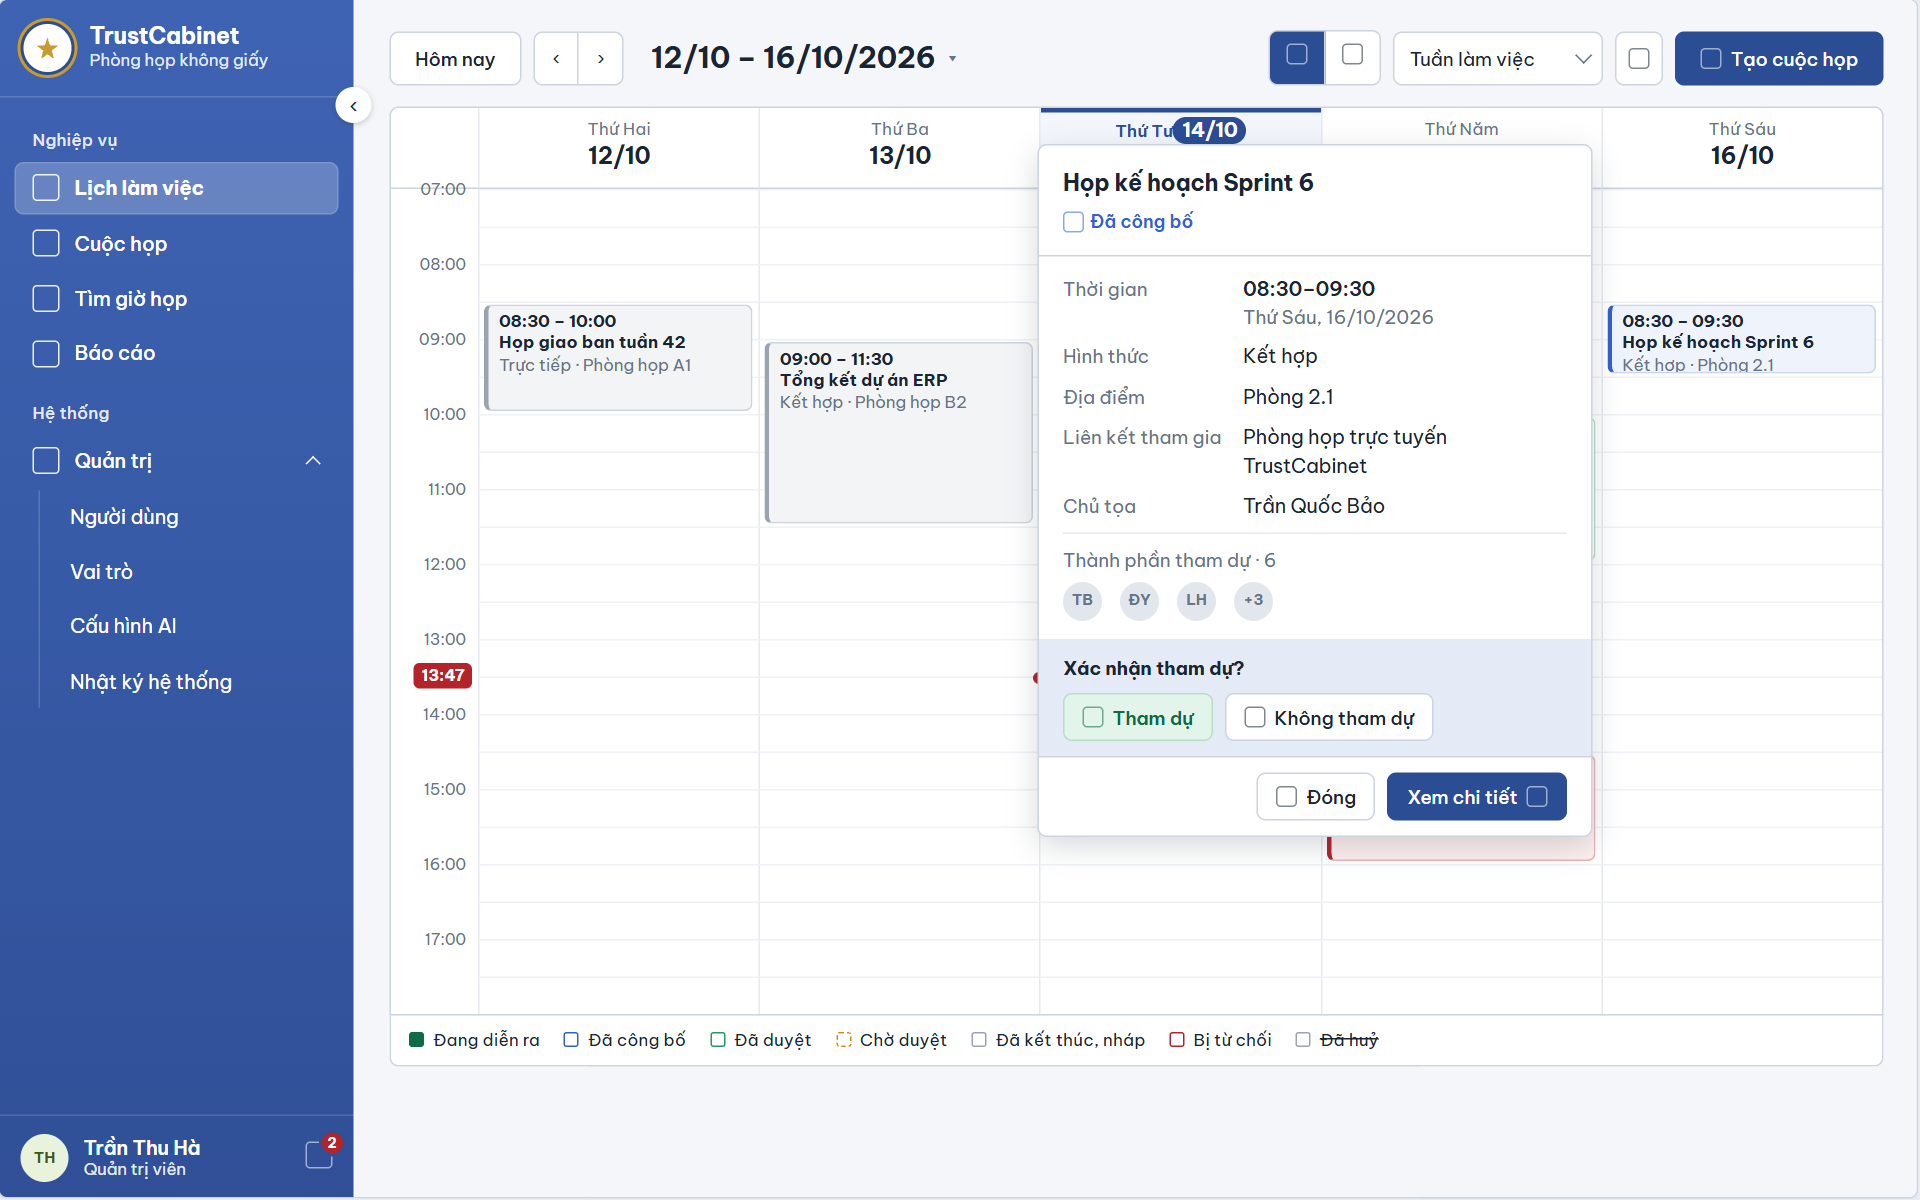 TrustCabinet
Phòng họp không giấy
Nghiệp vụ
Lịch làm việc
Cuộc họp
Tìm giờ họp
Báo cáo
Hệ thống
Quản trị
Người dùng
Vai trò
Cấu hình AI
Nhật ký hệ thống
TH
Trần Thu Hà
Quản trị viên
2
Hôm nay
12/10 – 16/10/2026
Tuần làm việc
Tạo cuộc họp
Thứ Hai
12/10
Thứ Ba
13/10
Thứ Tư 14/10
Thứ Năm
Thứ Sáu
16/10
07:00
08:00
09:00
10:00
11:00
12:00
13:00
13:47
14:00
15:00
16:00
17:00
08:30 – 10:00
Họp giao ban tuần 42
Trực tiếp · Phòng họp A1
09:00 – 11:30
Tổng kết dự án ERP
Kết hợp · Phòng họp B2
08:30 – 09:30
Họp kế hoạch Sprint 6
Kết hợp · Phòng 2.1
Họp kế hoạch Sprint 6
Đã công bố
Thời gian
08:30–09:30
Thứ Sáu, 16/10/2026
Hình thức
Kết hợp
Địa điểm
Phòng 2.1
Liên kết tham gia
Phòng họp trực tuyến
TrustCabinet
Chủ tọa
Trần Quốc Bảo
Thành phần tham dự · 6
TB
ĐY
LH
+3
Xác nhận tham dự?
Tham dự
Không tham dự
Đóng
Xem chi tiết
Đang diễn ra
Đã công bố
Đã duyệt
Chờ duyệt
Đã kết thúc, nháp
Bị từ chối
Đã huỷ